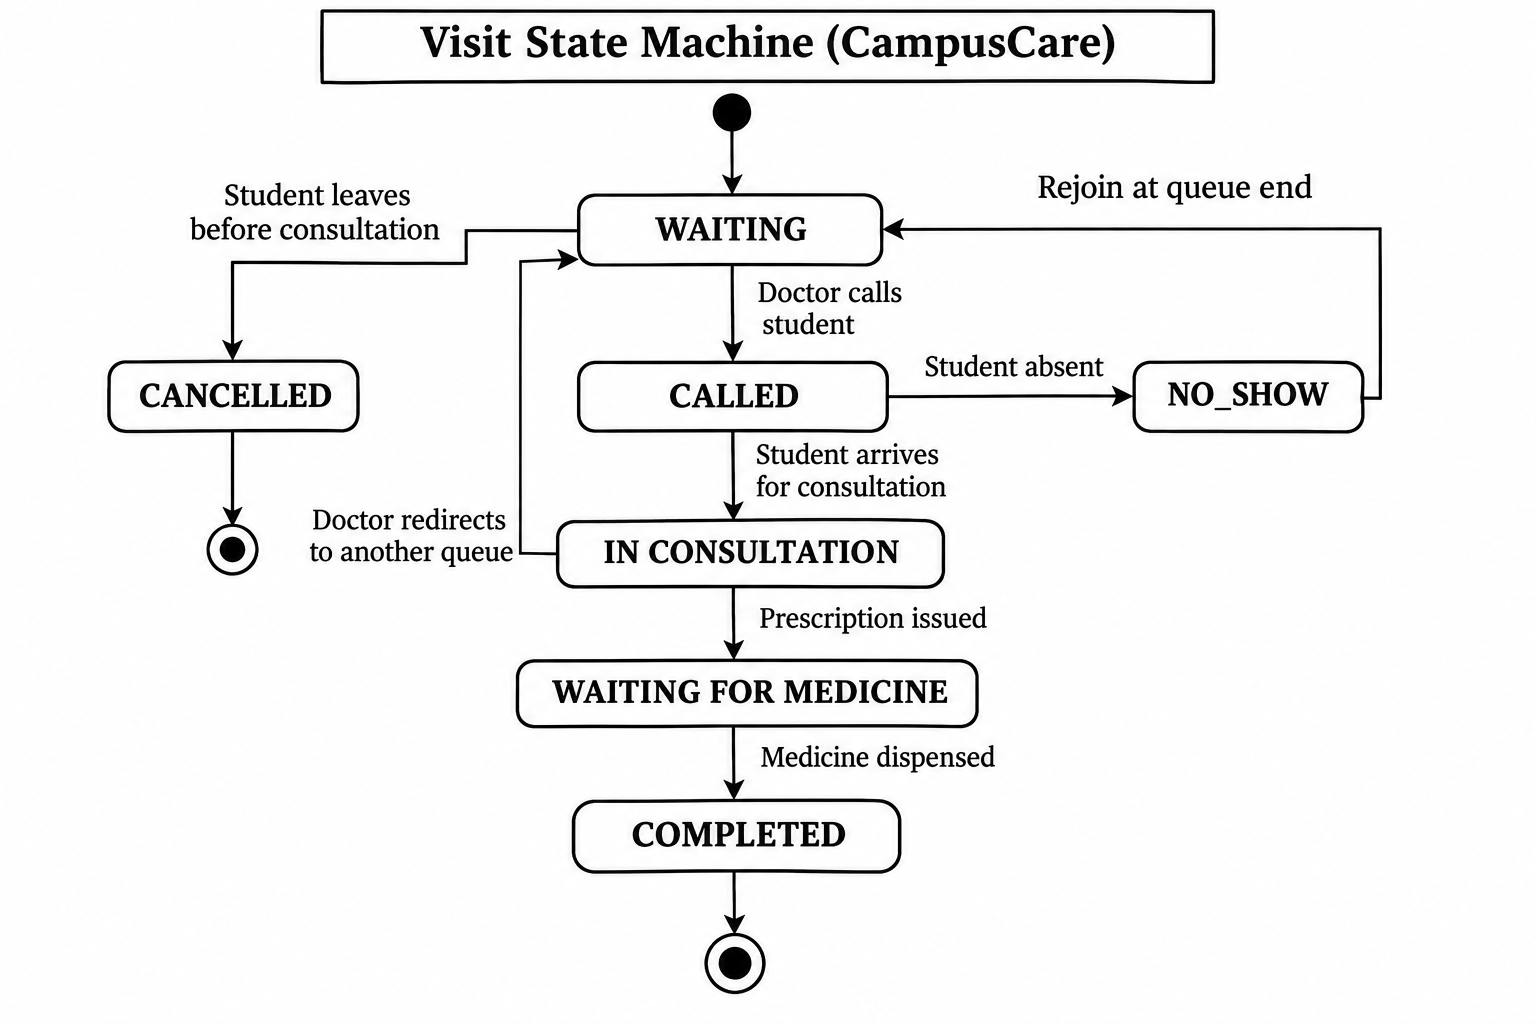 Visit State Machine (CampusCare)
Student leaves
before consultation
WAITING
Rejoin at queue end
Doctor calls
student
CANCELLED
CALLED
Student absent
NO_SHOW
Student arrives
for consultation
Doctor redirects
to another queue
IN CONSULTATION
Prescription issued
WAITING FOR MEDICINE
Medicine dispensed
COMPLETED